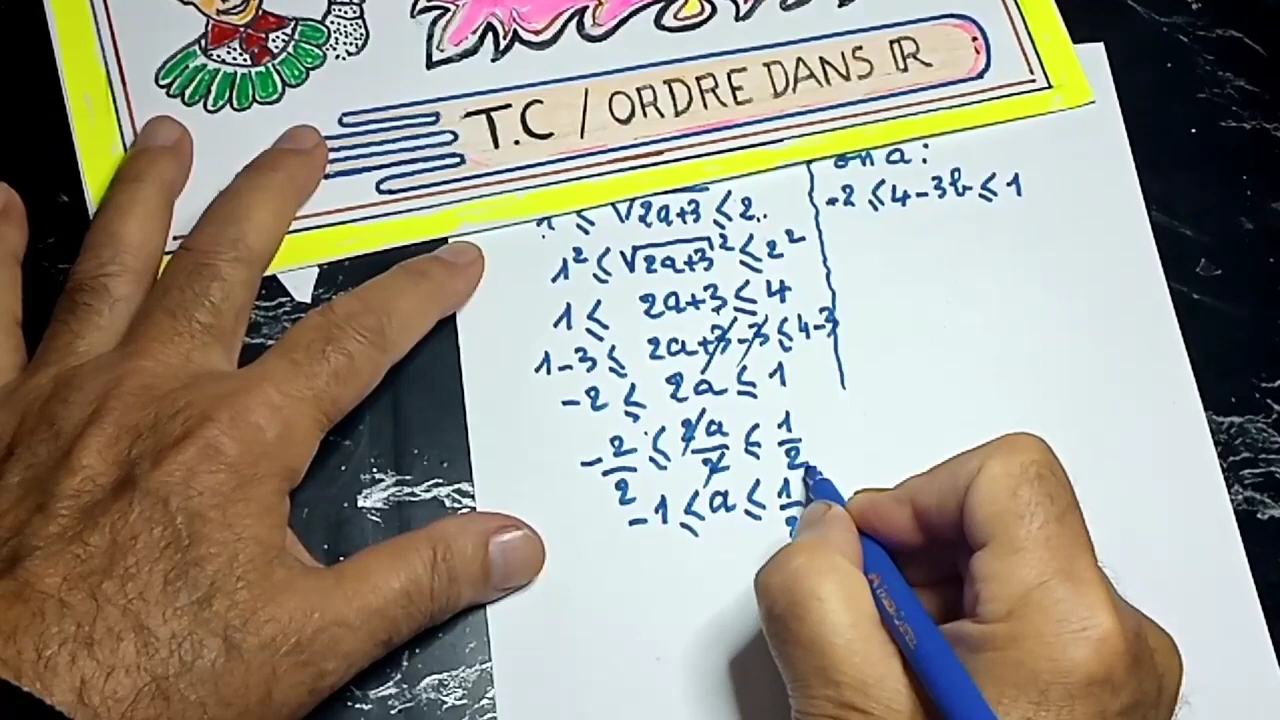 T.C / ORDRE DANS ℝ
1 ≤ √2a+3 ≤ 2
1² ≤ √2a+3² ≤ 2²
1 ≤ 2a+3 ≤ 4
1-3 ≤ 2a+3-3 ≤ 4-3
-2 ≤ 2a ≤ 1
-2/2 ≤ 2a/2 ≤ 1/2
-1 ≤ a ≤ 1/2
on a :
-2 ≤ 4-3b ≤ 1